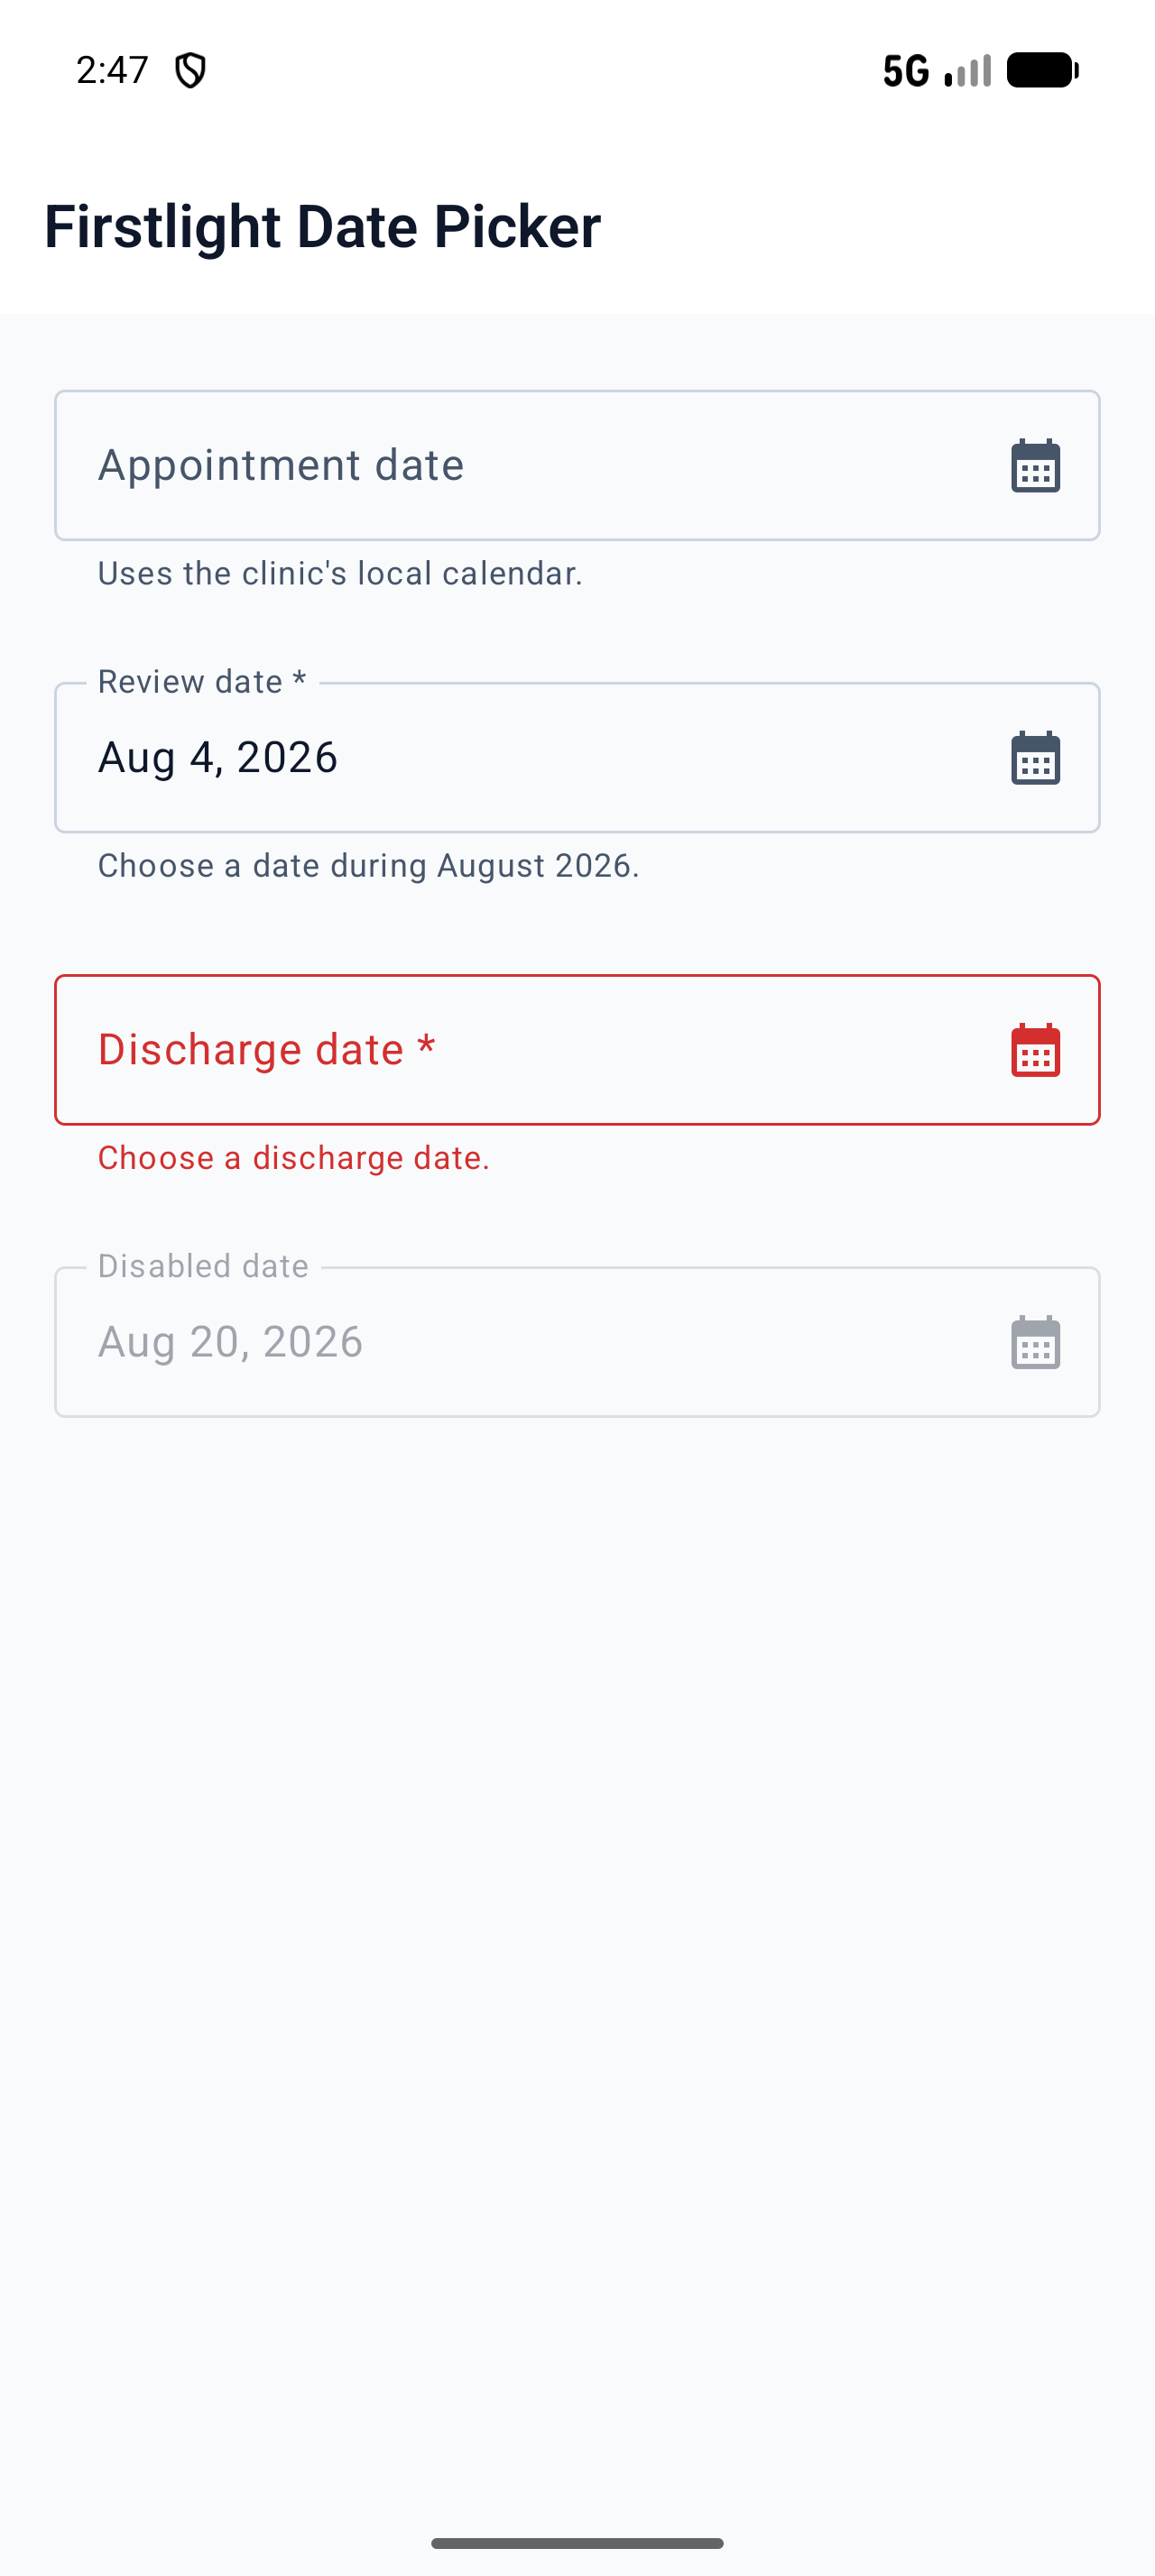 2:47
5G
Firstlight Date Picker
Appointment date
Uses the clinic's local calendar.
Review date *
Aug 4, 2026
Choose a date during August 2026.
Discharge date *
Choose a discharge date.
Disabled date
Aug 20, 2026